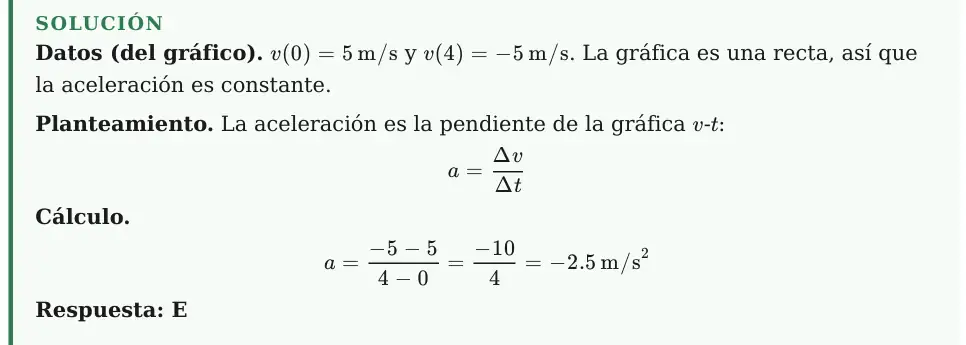 SOLUCIÓN
Datos (del gráfico). v(0) = 5 m/s y v(4) = −5 m/s. La gráfica es una recta, así que
la aceleración es constante.
Planteamiento. La aceleración es la pendiente de la gráfica v-t:
a = Δv/Δt
Cálculo.
a = (−5 − 5)/(4 − 0) = −10/4 = −2.5 m/s²
Respuesta: E